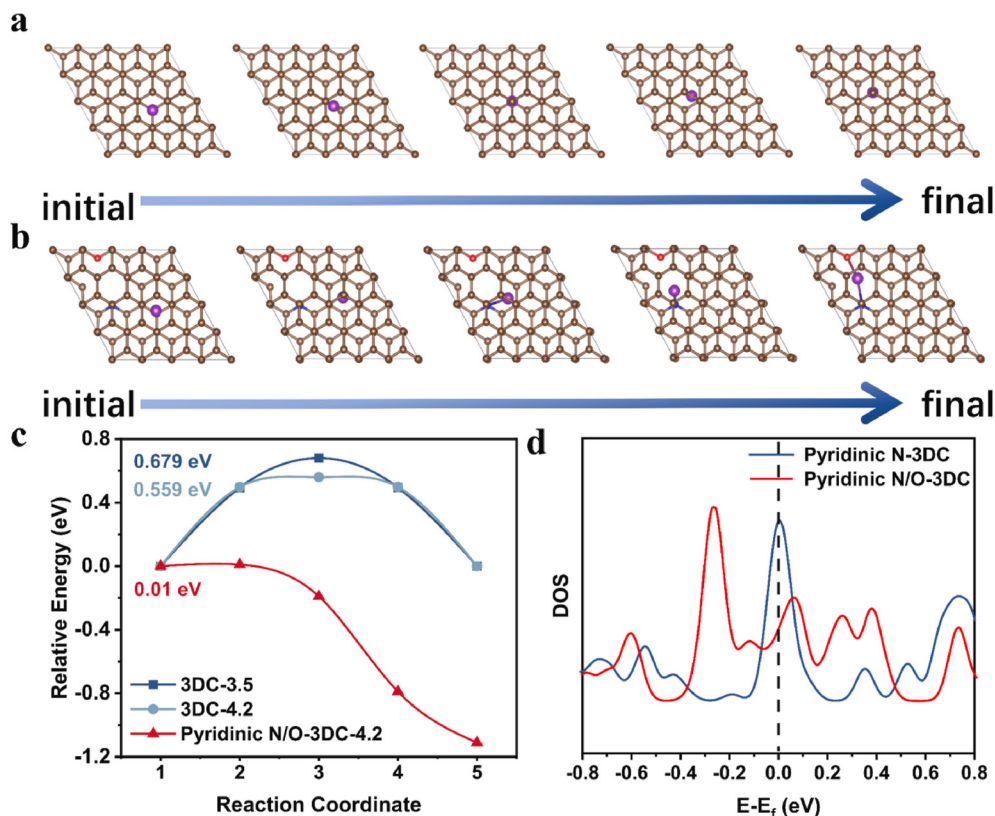 a
initial
final
b
initial
final
c
0.8
0.4
0.0
-0.4
-0.8
-1.2
Relative Energy (eV)
0.679 eV
0.559 eV
0.01 eV
3DC-3.5
3DC-4.2
Pyridinic N/O-3DC-4.2
1 2 3 4 5
Reaction Coordinate
d
Pyridinic N-3DC
Pyridinic N/O-3DC
DOS
-0.8 -0.6 -0.4 -0.2 0.0 0.2 0.4 0.6 0.8
E-Ef (eV)